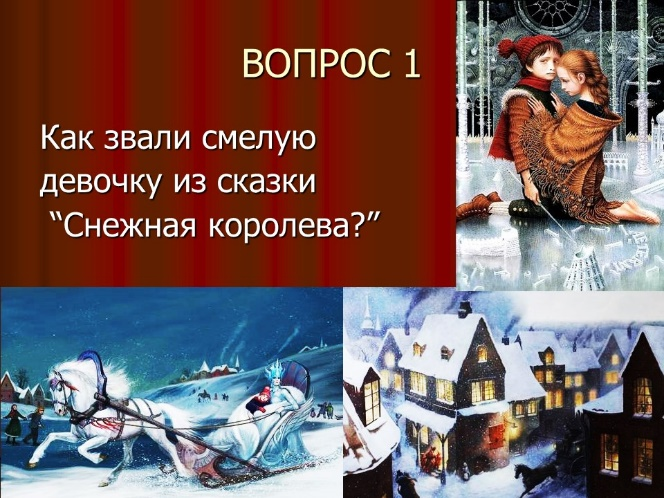 ВОПРОС 1
Как звали смелую
девочку из сказки
“Снежная королева?”